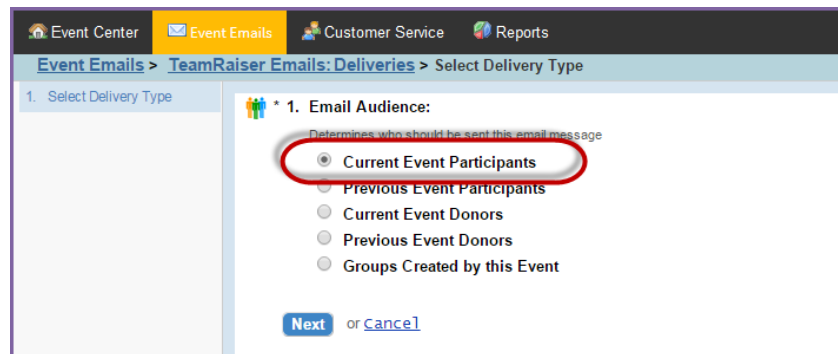 Event Center Event Emails Customer Service Reports
Event Emails > TeamRaiser Emails: Deliveries > Select Delivery Type
1. Select Delivery Type
* 1. Email Audience:
Determines who should be sent this email message
Current Event Participants
Previous Event Participants
Current Event Donors
Previous Event Donors
Groups Created by this Event
Next or Cancel